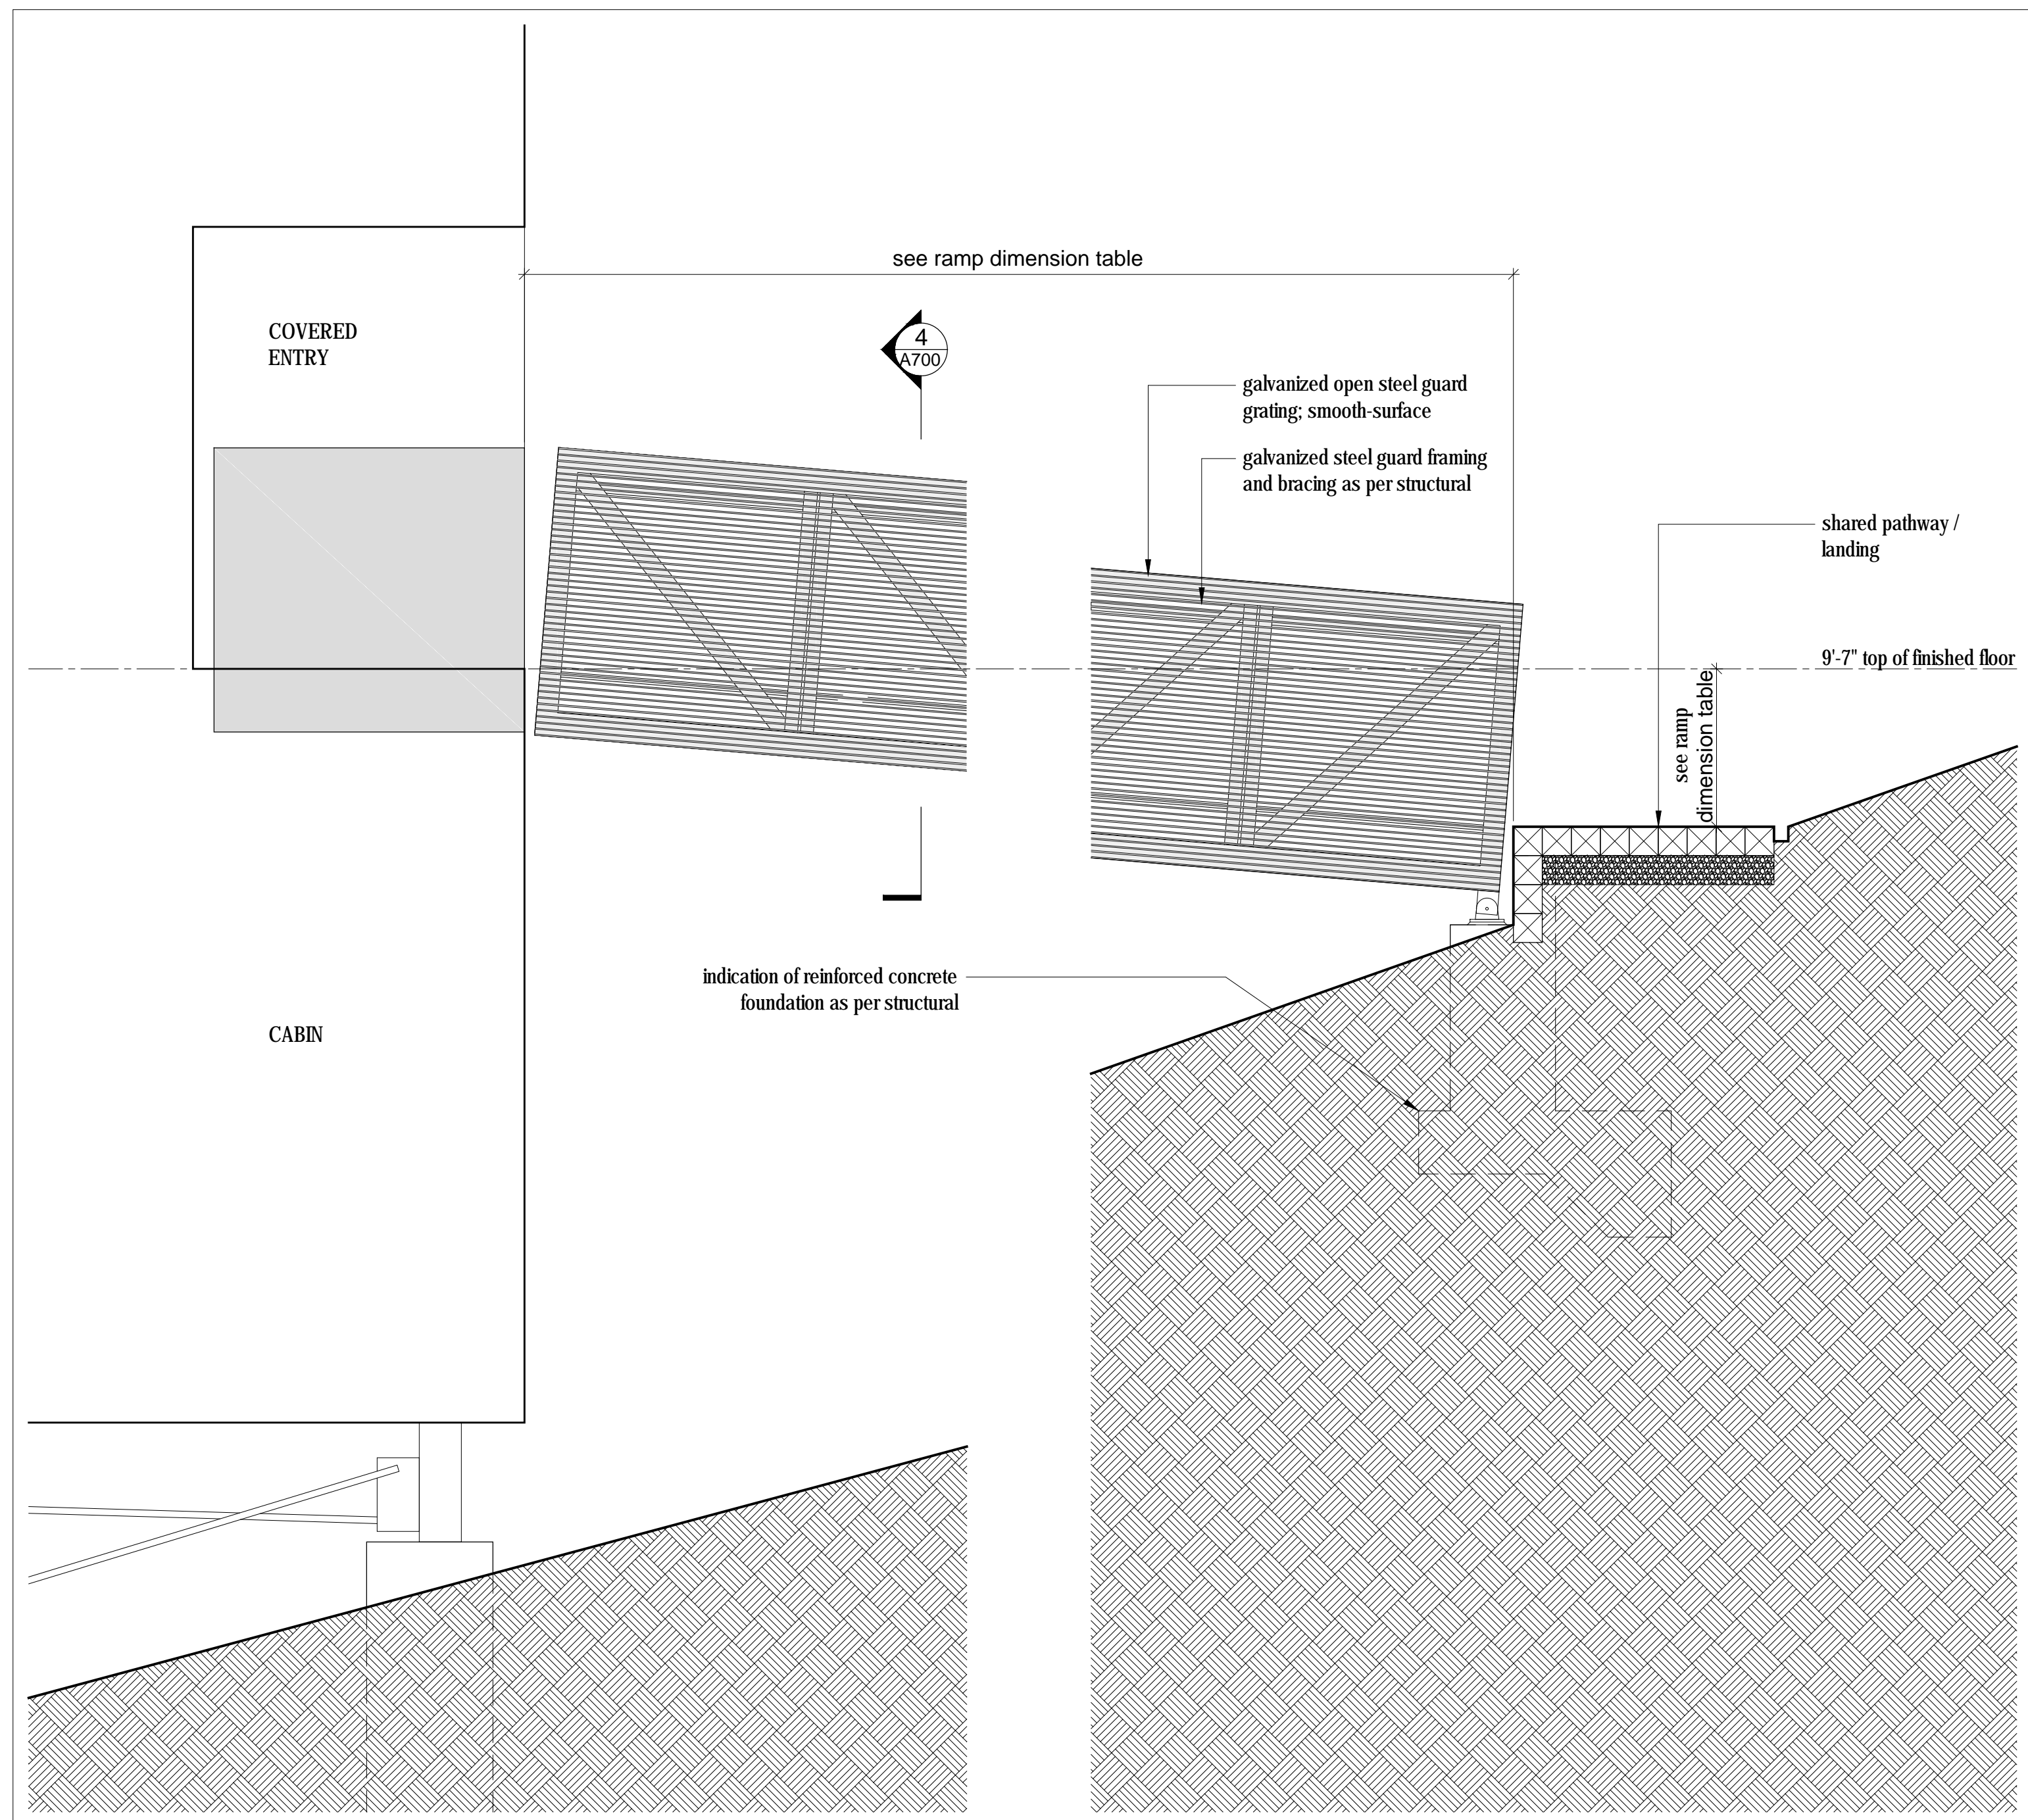 see ramp dimension table
COVERED
ENTRY
4
A700
galvanized open steel guard
grating; smooth-surface
galvanized steel guard framing
and bracing as per structural
shared pathway /
landing
9'-7" top of finished floor
see ramp
dimension table
indication of reinforced concrete
foundation as per structural
CABIN